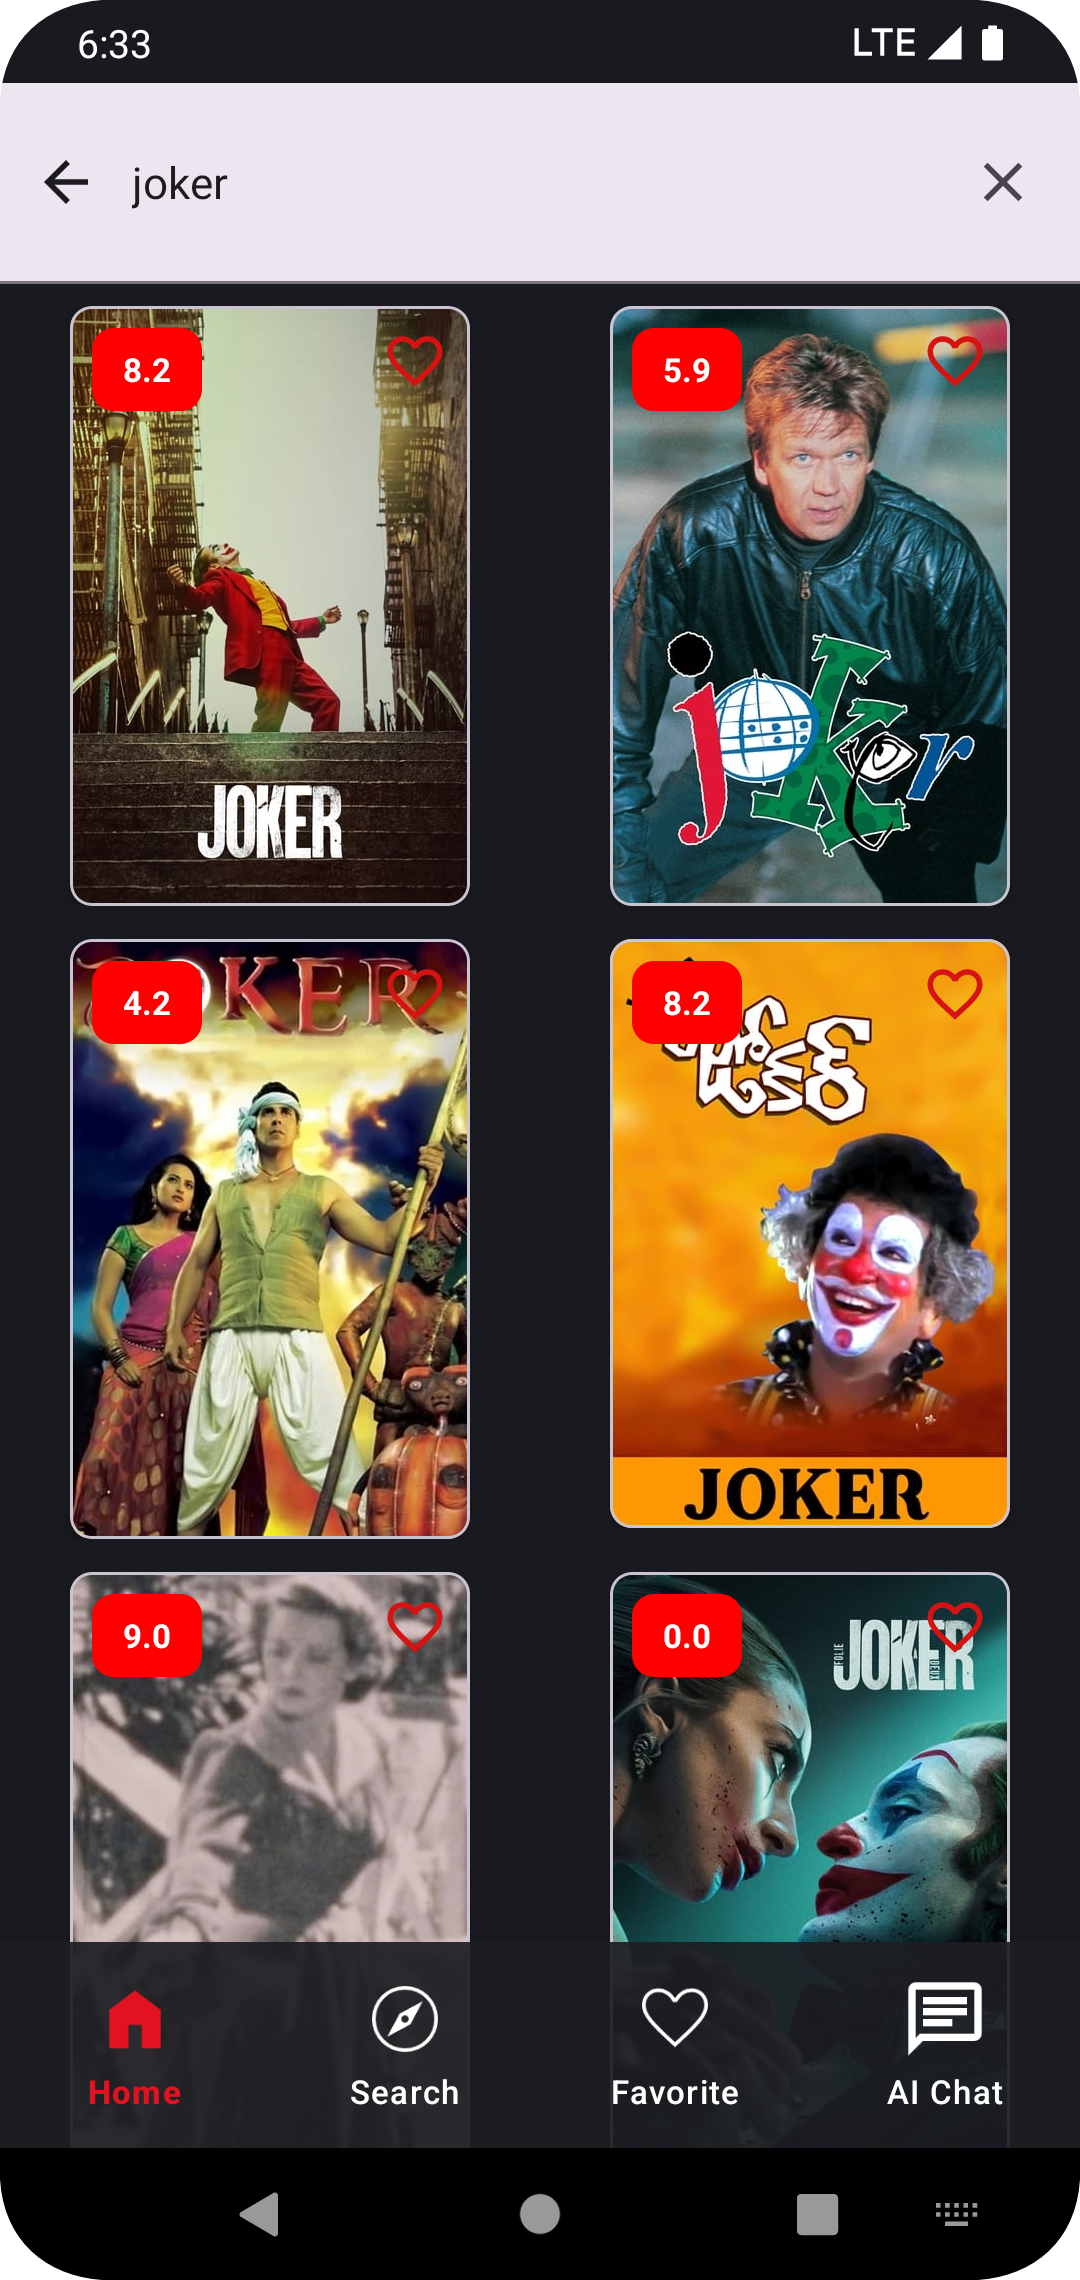 6:33
LTE
joker
8.2
JOKER
5.9
joker
4.2
OKER
8.2
జోకర్
JOKER
9.0
0.0
JOKER
FOLIE
DEUX
Home
Search
Favorite
AI Chat